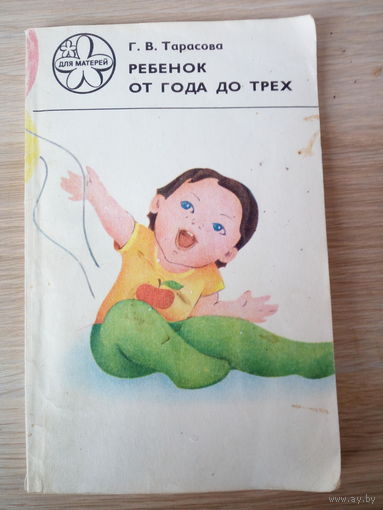 ДЛЯ МАТЕРЕЙ
Г. В. Тарасова
РЕБЕНОК
ОТ ГОДА ДО ТРЕХ
www.ay.by